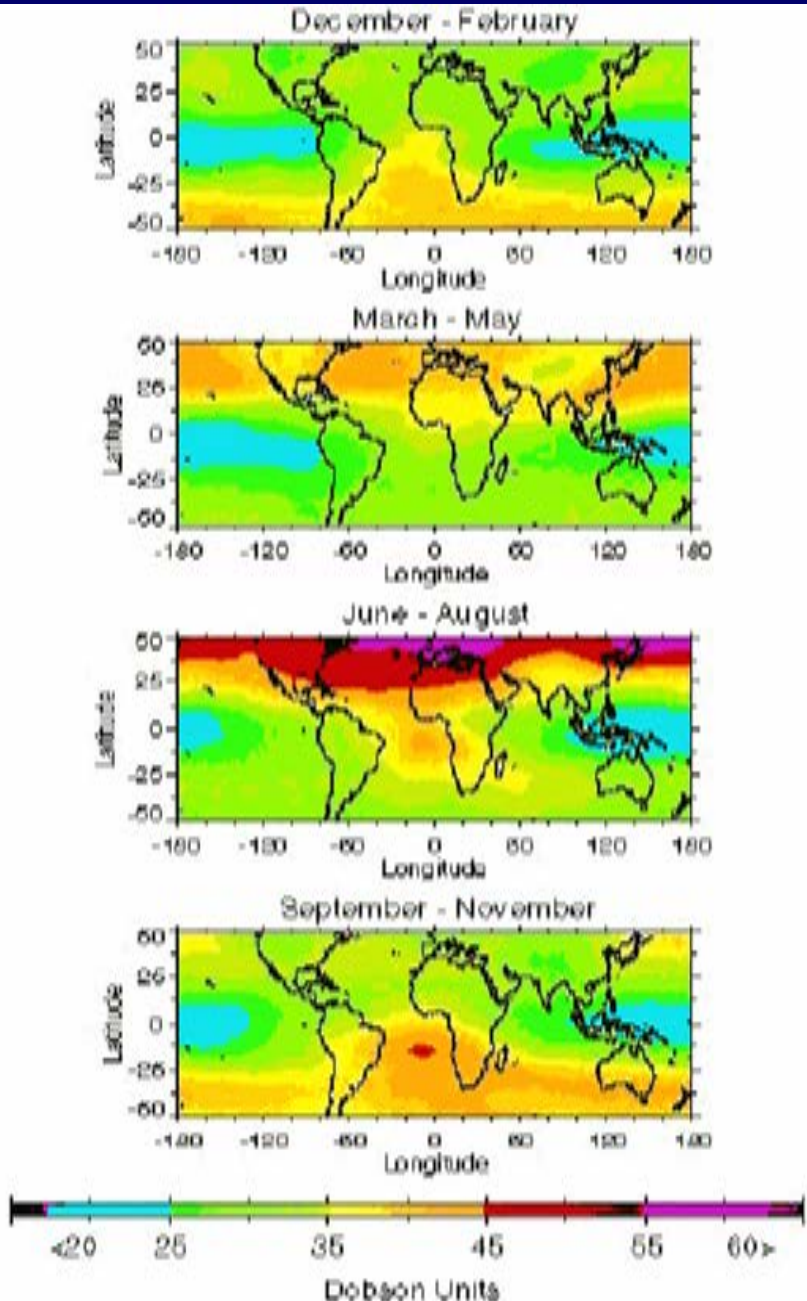 December - February
50
25
0
-25
-50
Latitude
-180 -120 -60 0 60 120 180
Longitude
March - May
50
25
0
-25
-50
Latitude
-180 -120 -60 0 60 120 180
Longitude
June - August
50
25
0
-25
-50
Latitude
-180 -120 -60 0 60 120 180
Longitude
September - November
50
25
0
-25
-50
Latitude
-180 -120 -60 0 60 120 180
Longitude
<20 25 35 45 55 60>
Dobson Units